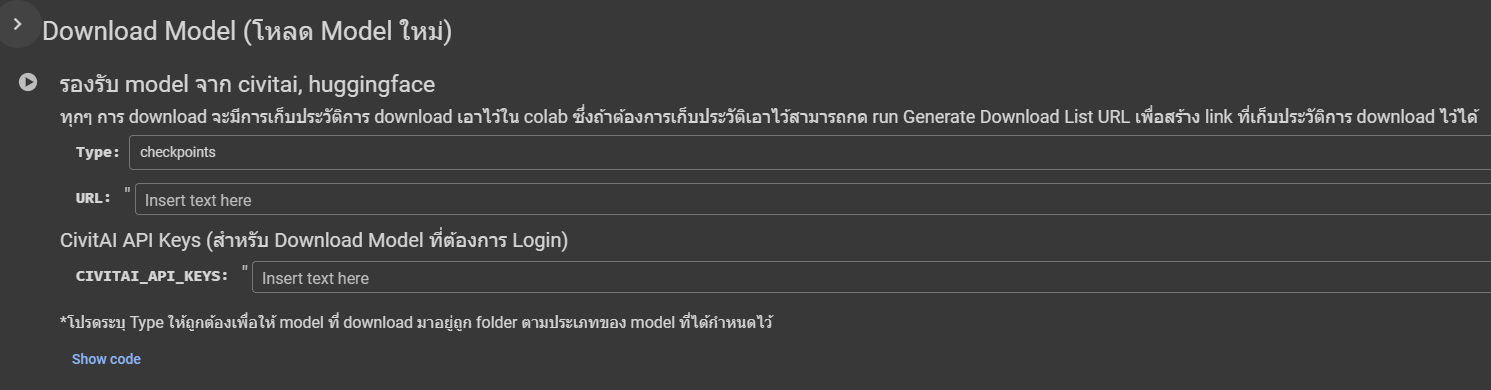 Download Model (โหลด Model ใหม่)
รองรับ model จาก civitai, huggingface
ทุกๆ การ download จะมีการเก็บประวัติการ download เอาไว้ใน colab ซึ่งถ้าต้องการเก็บประวัติเอาไว้สามารถกด run Generate Download List URL เพื่อสร้าง link ที่เก็บประวัติการ download ไว้ได้
Type: checkpoints
URL: " Insert text here
CivitAI API Keys (สำหรับ Download Model ที่ต้องการ Login)
CIVITAI_API_KEYS: " Insert text here
*โปรดระบุ Type ให้ถูกต้องเพื่อให้ model ที่ download มาอยู่ถูก folder ตามประเภทของ model ที่ได้กำหนดไว้
Show code